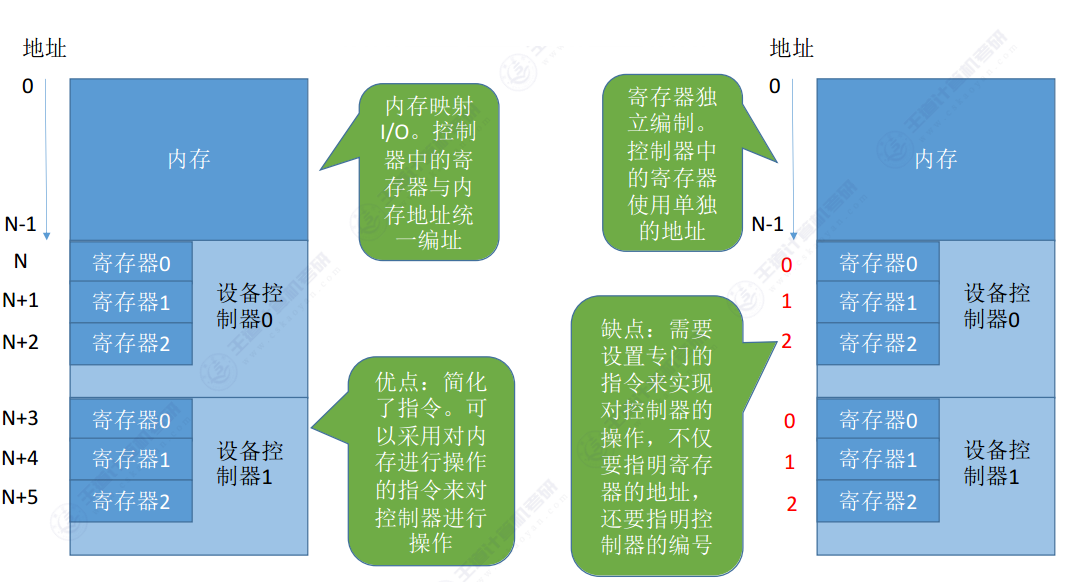 地址
0
内存
N-1
N
寄存器0
N+1
寄存器1
N+2
寄存器2
设备控
制器0
N+3
寄存器0
N+4
寄存器1
N+5
寄存器2
设备控
制器1
内存映射
I/O。控制
器中的寄
存器与内
存地址统
一编址
优点：简化
了指令。可
以采用对内
存进行操作
的指令来对
控制器进行
操作
寄存器独
立编制。
控制器中
的寄存器
使用单独
的地址
缺点：需要
设置专门的
指令来实现
对控制器的
操作，不仅
要指明寄存
器的地址，
还要指明控
制器的编号
地址
0
内存
N-1
0
寄存器0
1
寄存器1
2
寄存器2
设备控
制器0
0
寄存器0
1
寄存器1
2
寄存器2
设备控
制器1
王道计算机考研